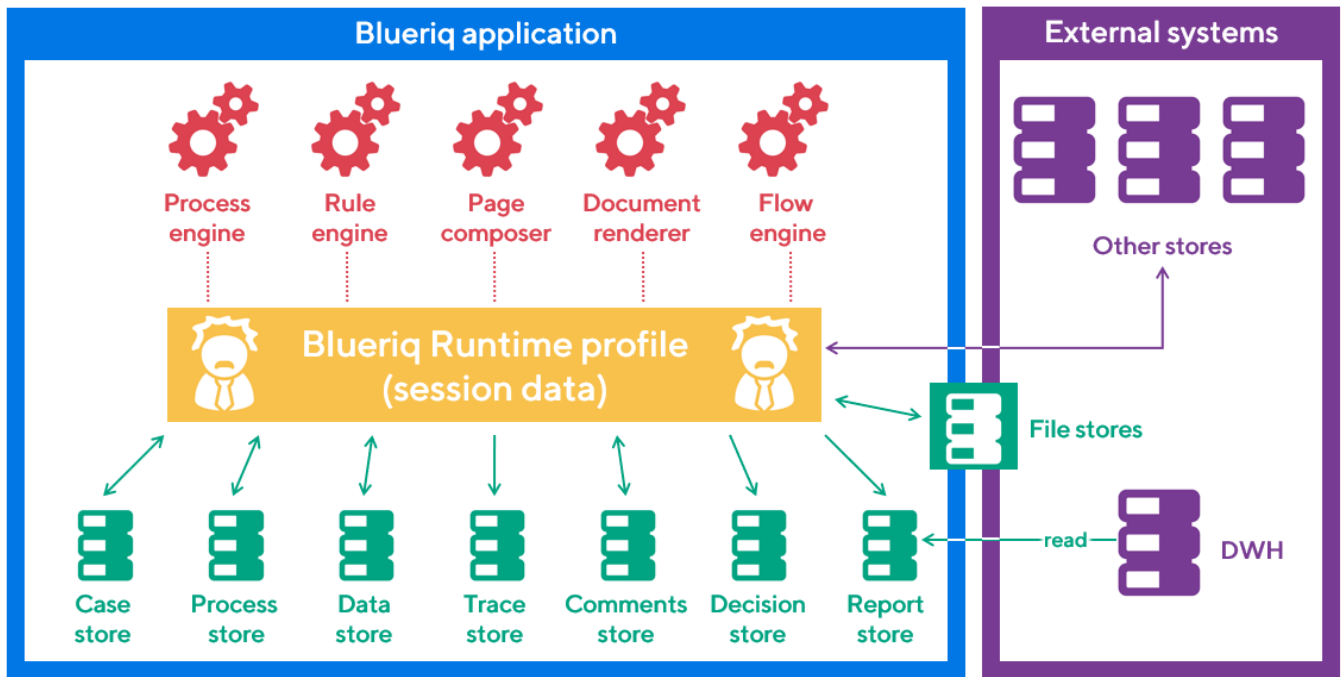 Blueriq application
External systems
Process
engine
Rule
engine
Page
composer
Document
renderer
Flow
engine
Other stores
Blueriq Runtime profile
(session data)
File stores
read
DWH
Case
store
Process
store
Data
store
Trace
store
Comments
store
Decision
store
Report
store